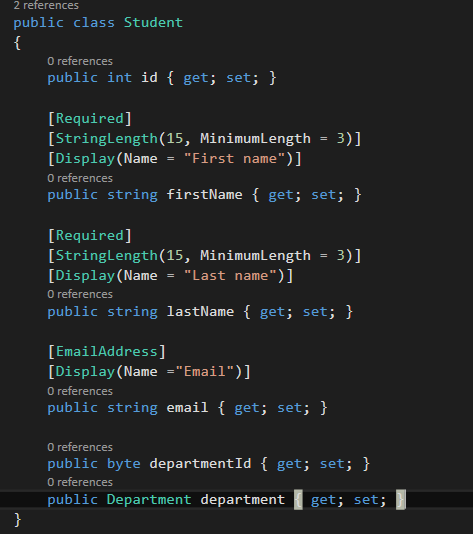 2 references
public class Student
{
0 references
public int id { get; set; }
[Required]
[StringLength(15, MinimumLength = 3)]
[Display(Name = "First name")]
0 references
public string firstName { get; set; }
[Required]
[StringLength(15, MinimumLength = 3)]
[Display(Name = "Last name")]
0 references
public string lastName { get; set; }
[EmailAddress]
[Display(Name ="Email")]
0 references
public string email { get; set; }
0 references
public byte departmentId { get; set; }
0 references
public Department department { get; set; }
}